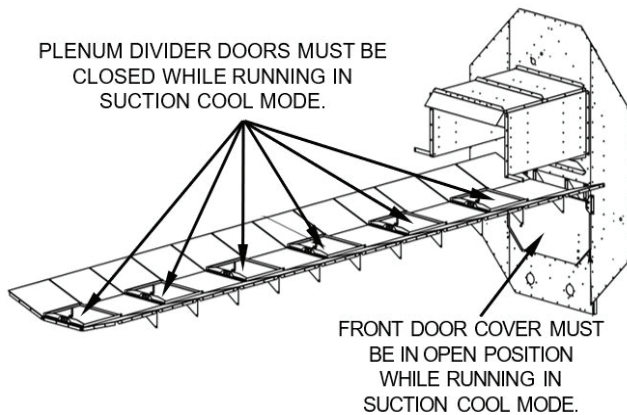 PLENUM DIVIDER DOORS MUST BE
CLOSED WHILE RUNNING IN
SUCTION COOL MODE.
FRONT DOOR COVER MUST
BE IN OPEN POSITION
WHILE RUNNING IN
SUCTION COOL MODE.